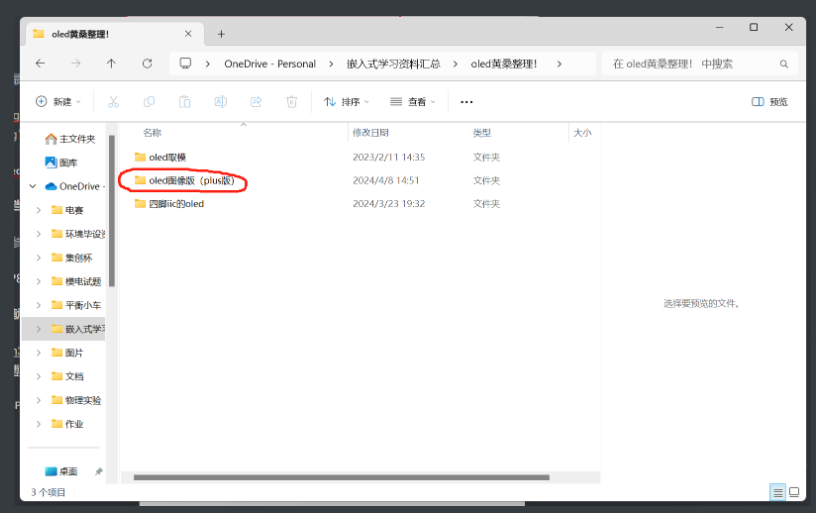 oled黄桑整理！
OneDrive - Personal
嵌入式学习资料汇总
oled黄桑整理！
在 oled黄桑整理！ 中搜索
新建
排序
查看
预览
名称
修改日期
类型
大小
主文件夹
图库
OneDrive -
电赛
环境毕设资
集创杯
模电试题
平衡小车
嵌入式学习
图片
文档
物理实验
作业
桌面
oled取模 2023/2/11 14:35 文件夹
oled图像版（plus版） 2024/4/8 14:51 文件夹
四脚iic的oled 2024/3/23 19:32 文件夹
选择要预览的文件。
3 个项目